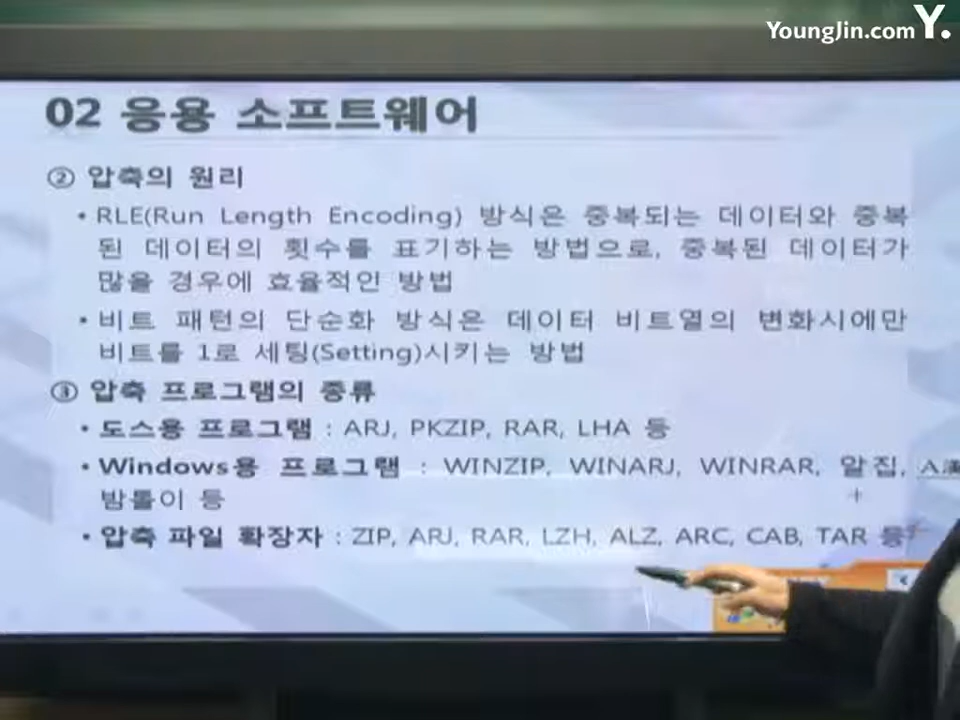 YoungJin.com Y.
02 응용 소프트웨어
② 압축의 원리
• RLE(Run Length Encoding) 방식은 중복되는 데이터와 중복
된 데이터의 횟수를 표기하는 방법으로, 중복된 데이터가
많을 경우에 효율적인 방법
• 비트 패턴의 단순화 방식은 데이터 비트열의 변화시에만
비트를 1로 세팅(Setting)시키는 방법
③ 압축 프로그램의 종류
• 도스용 프로그램 : ARJ, PKZIP, RAR, LHA 등
• Windows용 프로그램 : WINZIP, WINARJ, WINRAR, 알집,
밤톨이 등
• 압축 파일 확장자 : ZIP, ARJ, RAR, LZH, ALZ, ARC, CAB, TAR 등